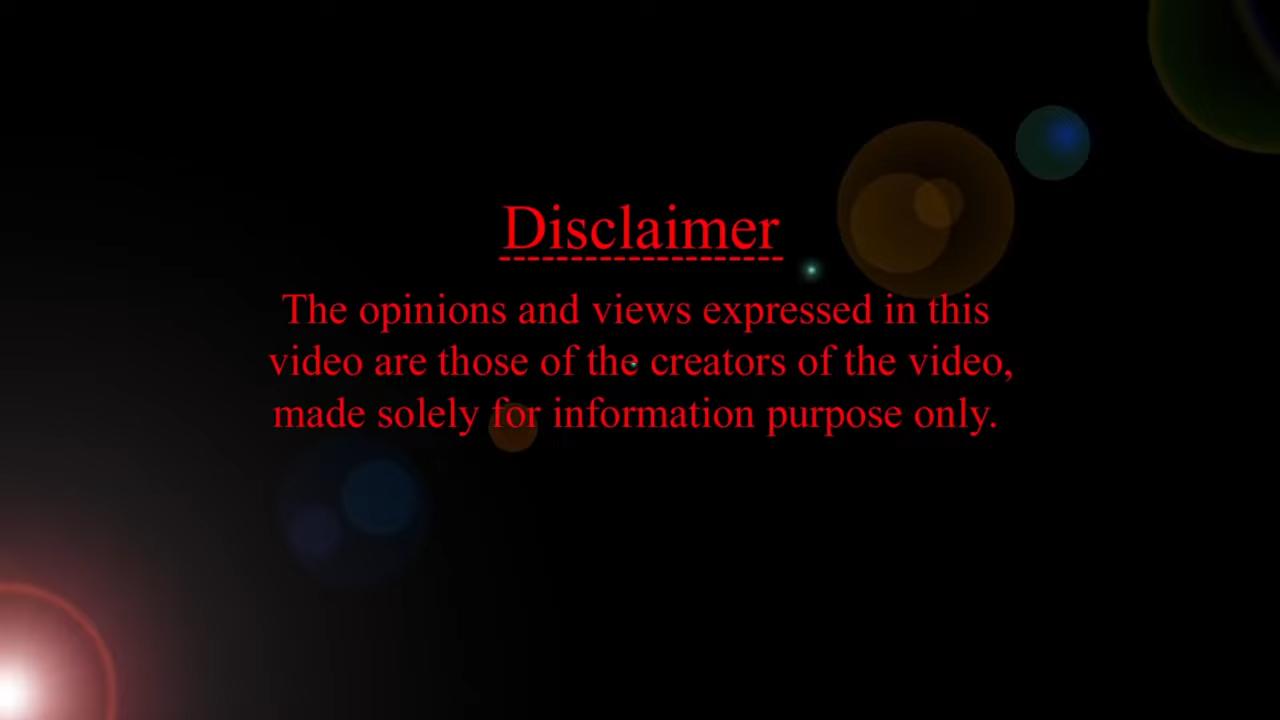 Disclaimer
The opinions and views expressed in this
video are those of the creators of the video,
made solely for information purpose only.